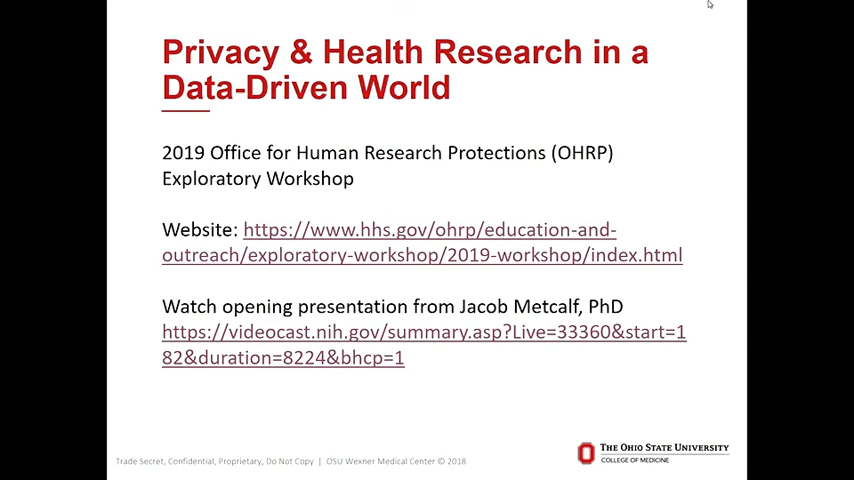 Privacy & Health Research in a
Data-Driven World
2019 Office for Human Research Protections (OHRP)
Exploratory Workshop
Website: https://www.hhs.gov/ohrp/education-and-
outreach/exploratory-workshop/2019-workshop/index.html
Watch opening presentation from Jacob Metcalf, PhD
https://videocast.nih.gov/summary.asp?Live=33360&start=1
82&duration=8224&bhcp=1
Trade Secret, Confidential, Proprietary, Do Not Copy | OSU Wexner Medical Center © 2018
THE OHIO STATE UNIVERSITY
COLLEGE OF MEDICINE